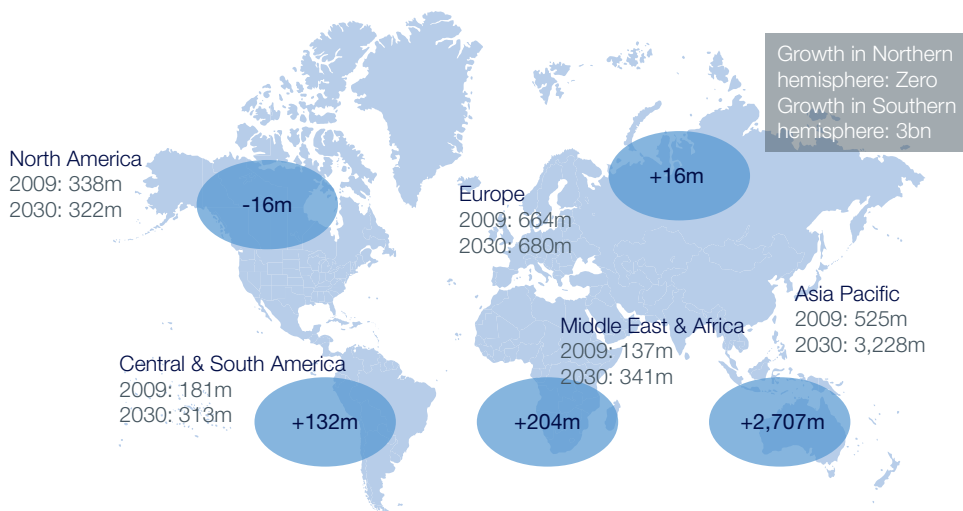 Growth in Northern
hemisphere: Zero
Growth in Southern
hemisphere: 3bn
North America
2009: 338m
2030: 322m
-16m
Europe
2009: 664m
2030: 680m
+16m
Asia Pacific
2009: 525m
2030: 3,228m
Middle East & Africa
2009: 137m
2030: 341m
Central & South America
2009: 181m
2030: 313m
+132m
+204m
+2,707m